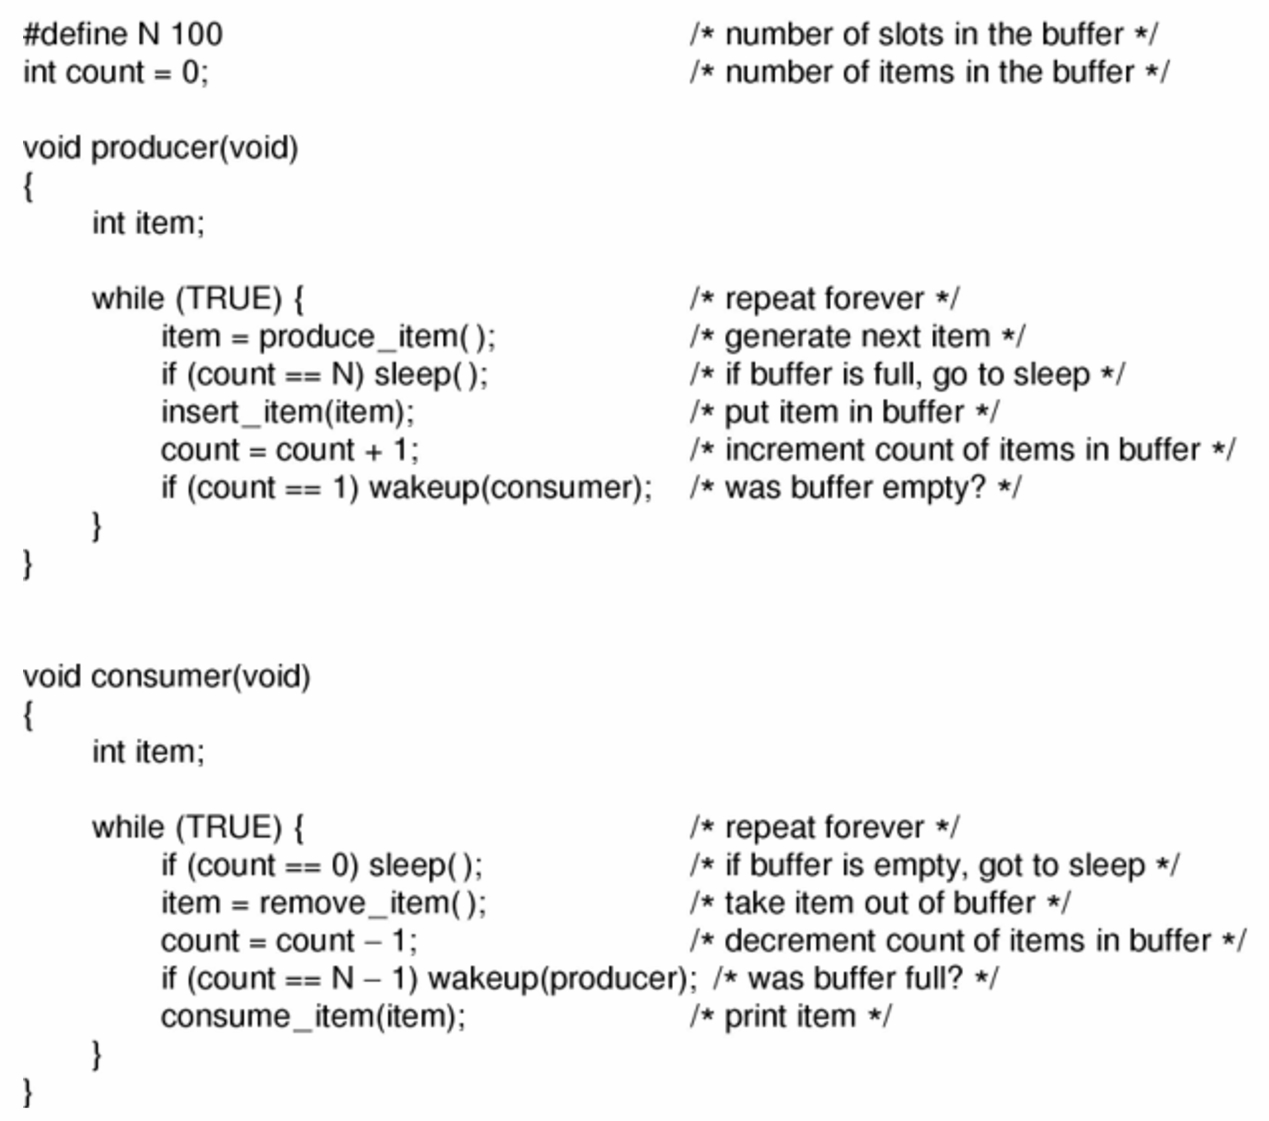 #define N 100 /* number of slots in the buffer */
int count = 0; /* number of items in the buffer */
void producer(void)
{
int item;
while (TRUE) { /* repeat forever */
item = produce_item( ); /* generate next item */
if (count == N) sleep( ); /* if buffer is full, go to sleep */
insert_item(item); /* put item in buffer */
count = count + 1; /* increment count of items in buffer */
if (count == 1) wakeup(consumer); /* was buffer empty? */
}
}
void consumer(void)
{
int item;
while (TRUE) { /* repeat forever */
if (count == 0) sleep( ); /* if buffer is empty, got to sleep */
item = remove_item( ); /* take item out of buffer */
count = count – 1; /* decrement count of items in buffer */
if (count == N – 1) wakeup(producer); /* was buffer full? */
consume_item(item); /* print item */
}
}